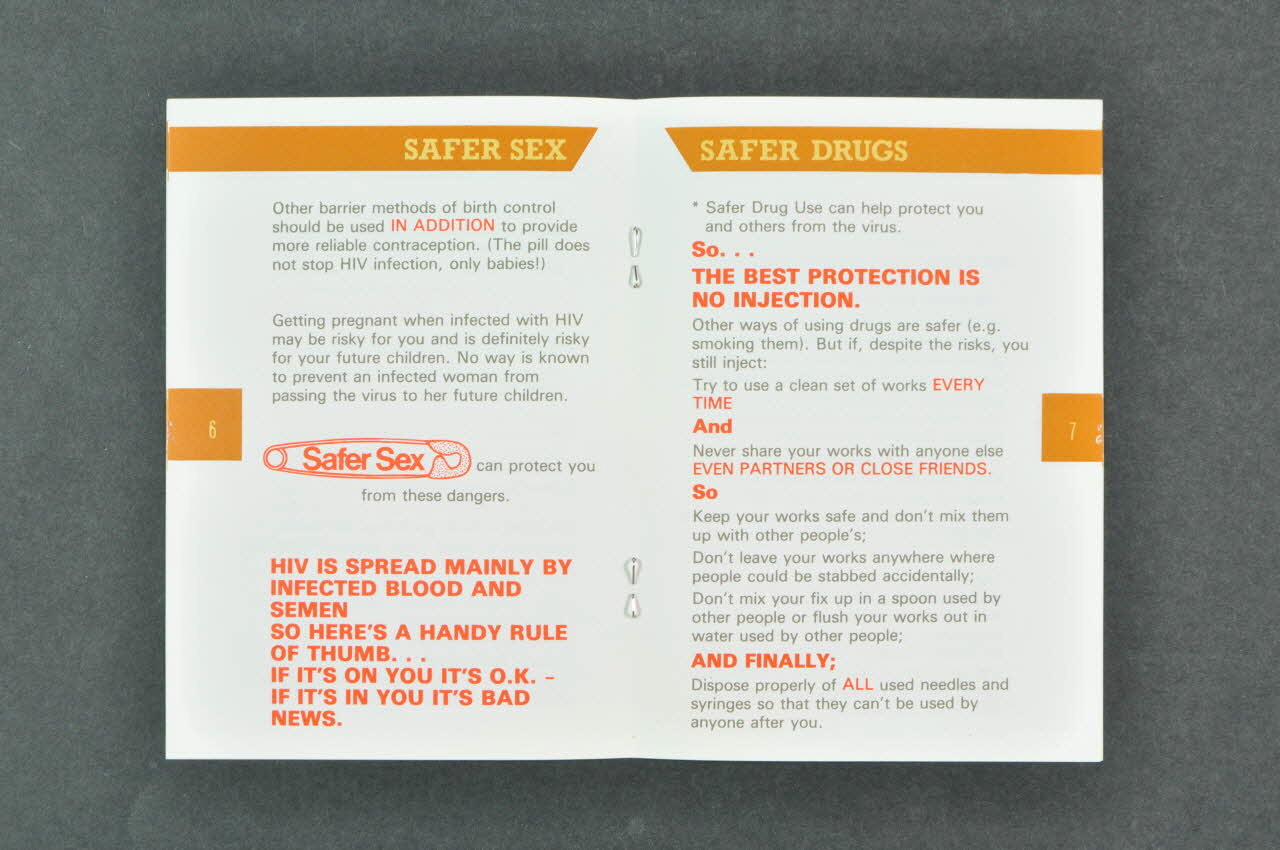 SAFER SEX
Other barrier methods of birth control
should be used IN ADDITION to provide
more reliable contraception. (The pill does
not stop HIV infection, only babies!)
Getting pregnant when infected with HIV
may be risky for you and is definitely risky
for your future children. No way is known
to prevent an infected woman from
passing the virus to her future children.
6
Safer Sex can protect you
from these dangers.
HIV IS SPREAD MAINLY BY
INFECTED BLOOD AND
SEMEN
SO HERE'S A HANDY RULE
OF THUMB. . .
IF IT'S ON YOU IT'S O.K. –
IF IT'S IN YOU IT'S BAD
NEWS.
SAFER DRUGS
* Safer Drug Use can help protect you
and others from the virus.
So. . .
THE BEST PROTECTION IS
NO INJECTION.
Other ways of using drugs are safer (e.g.
smoking them). But if, despite the risks, you
still inject:
Try to use a clean set of works EVERY
TIME
And
Never share your works with anyone else
EVEN PARTNERS OR CLOSE FRIENDS.
So
Keep your works safe and don't mix them
up with other people's;
Don't leave your works anywhere where
people could be stabbed accidentally;
Don't mix your fix up in a spoon used by
other people or flush your works out in
water used by other people;
AND FINALLY;
Dispose properly of ALL used needles and
syringes so that they can't be used by
anyone after you.
7